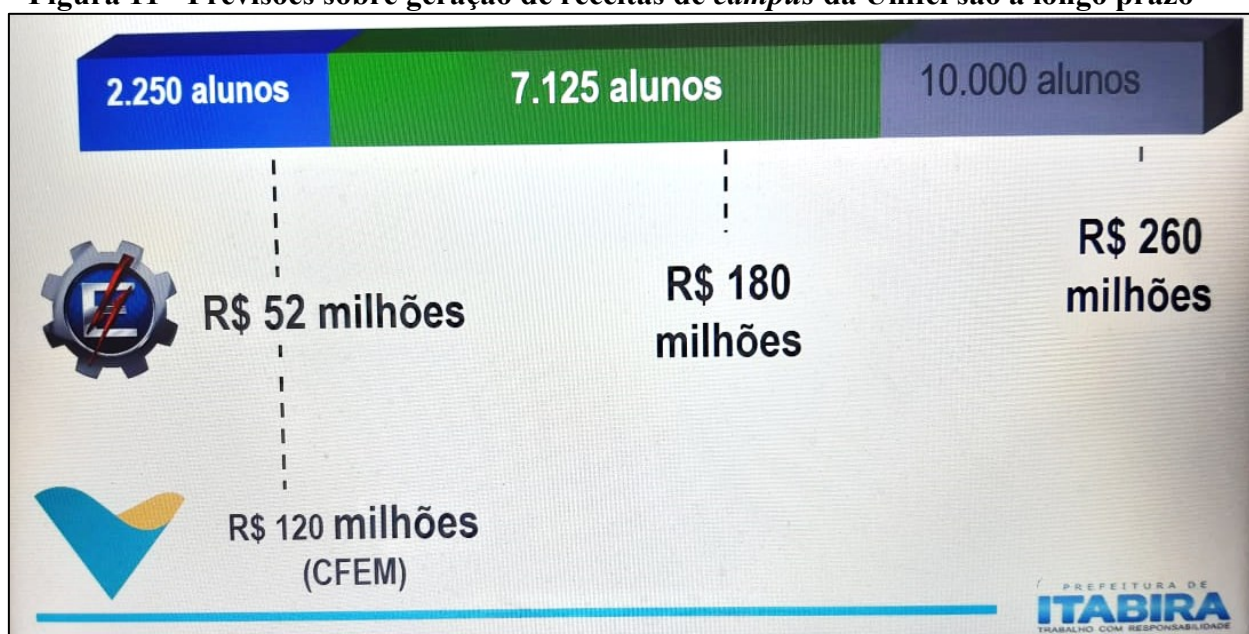 Figura 11 - Previsões sobre geração de receitas de campus da Unifei são a longo prazo
2.250 alunos
7.125 alunos
10.000 alunos
R$ 52 milhões
R$ 180
milhões
R$ 260
milhões
R$ 120 milhões
(CFEM)
PREFEITURA DE
ITABIRA
TRABALHO COM RESPONSABILIDADE